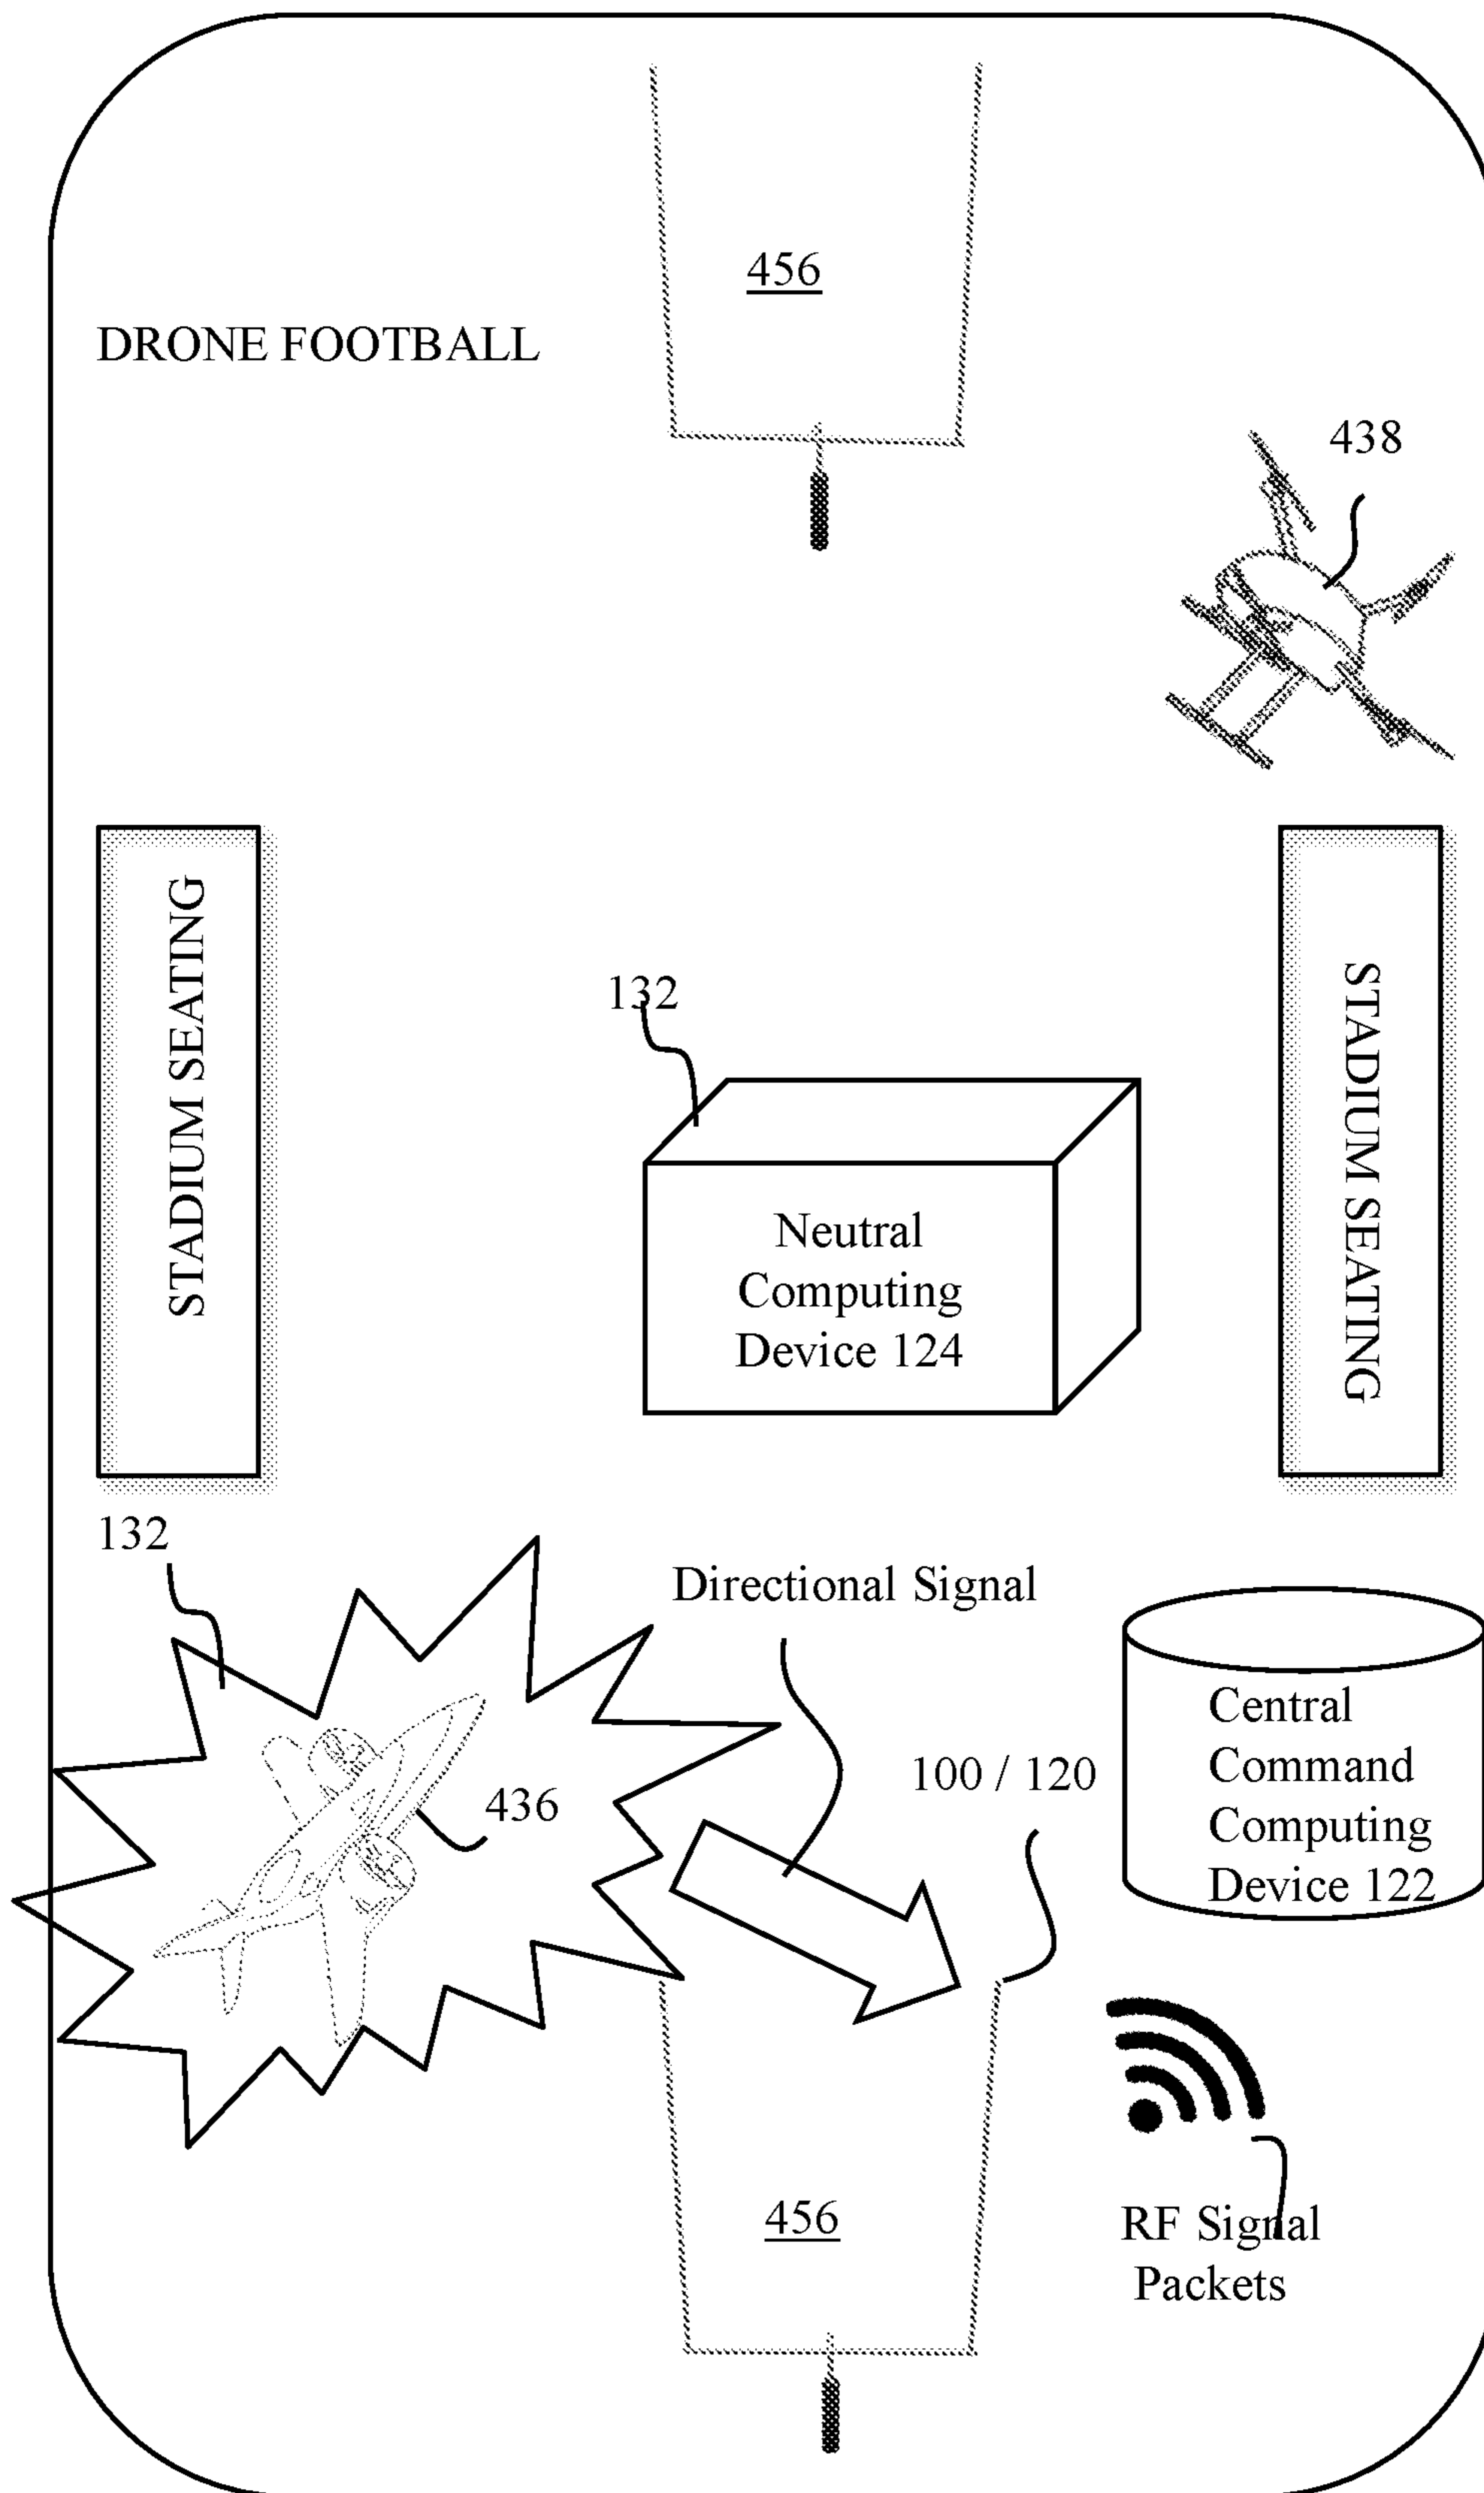 456
DRONE FOOTBALL
438
STADIUM SEATING
STADIUM SEATING
132
Neutral
Computing
Device 124
132
Directional Signal
Central
Command
Computing
Device 122
100 / 120
436
456
RF Signal
Packets